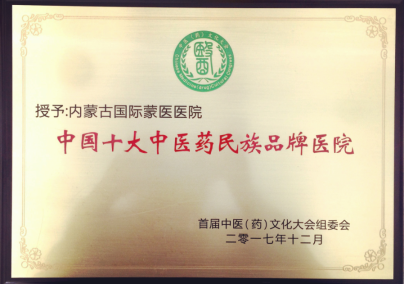 授予:内蒙古国际蒙医医院
中国十大中医药民族品牌医院
首届中医(药)文化大会组委会
二零一七年十二月